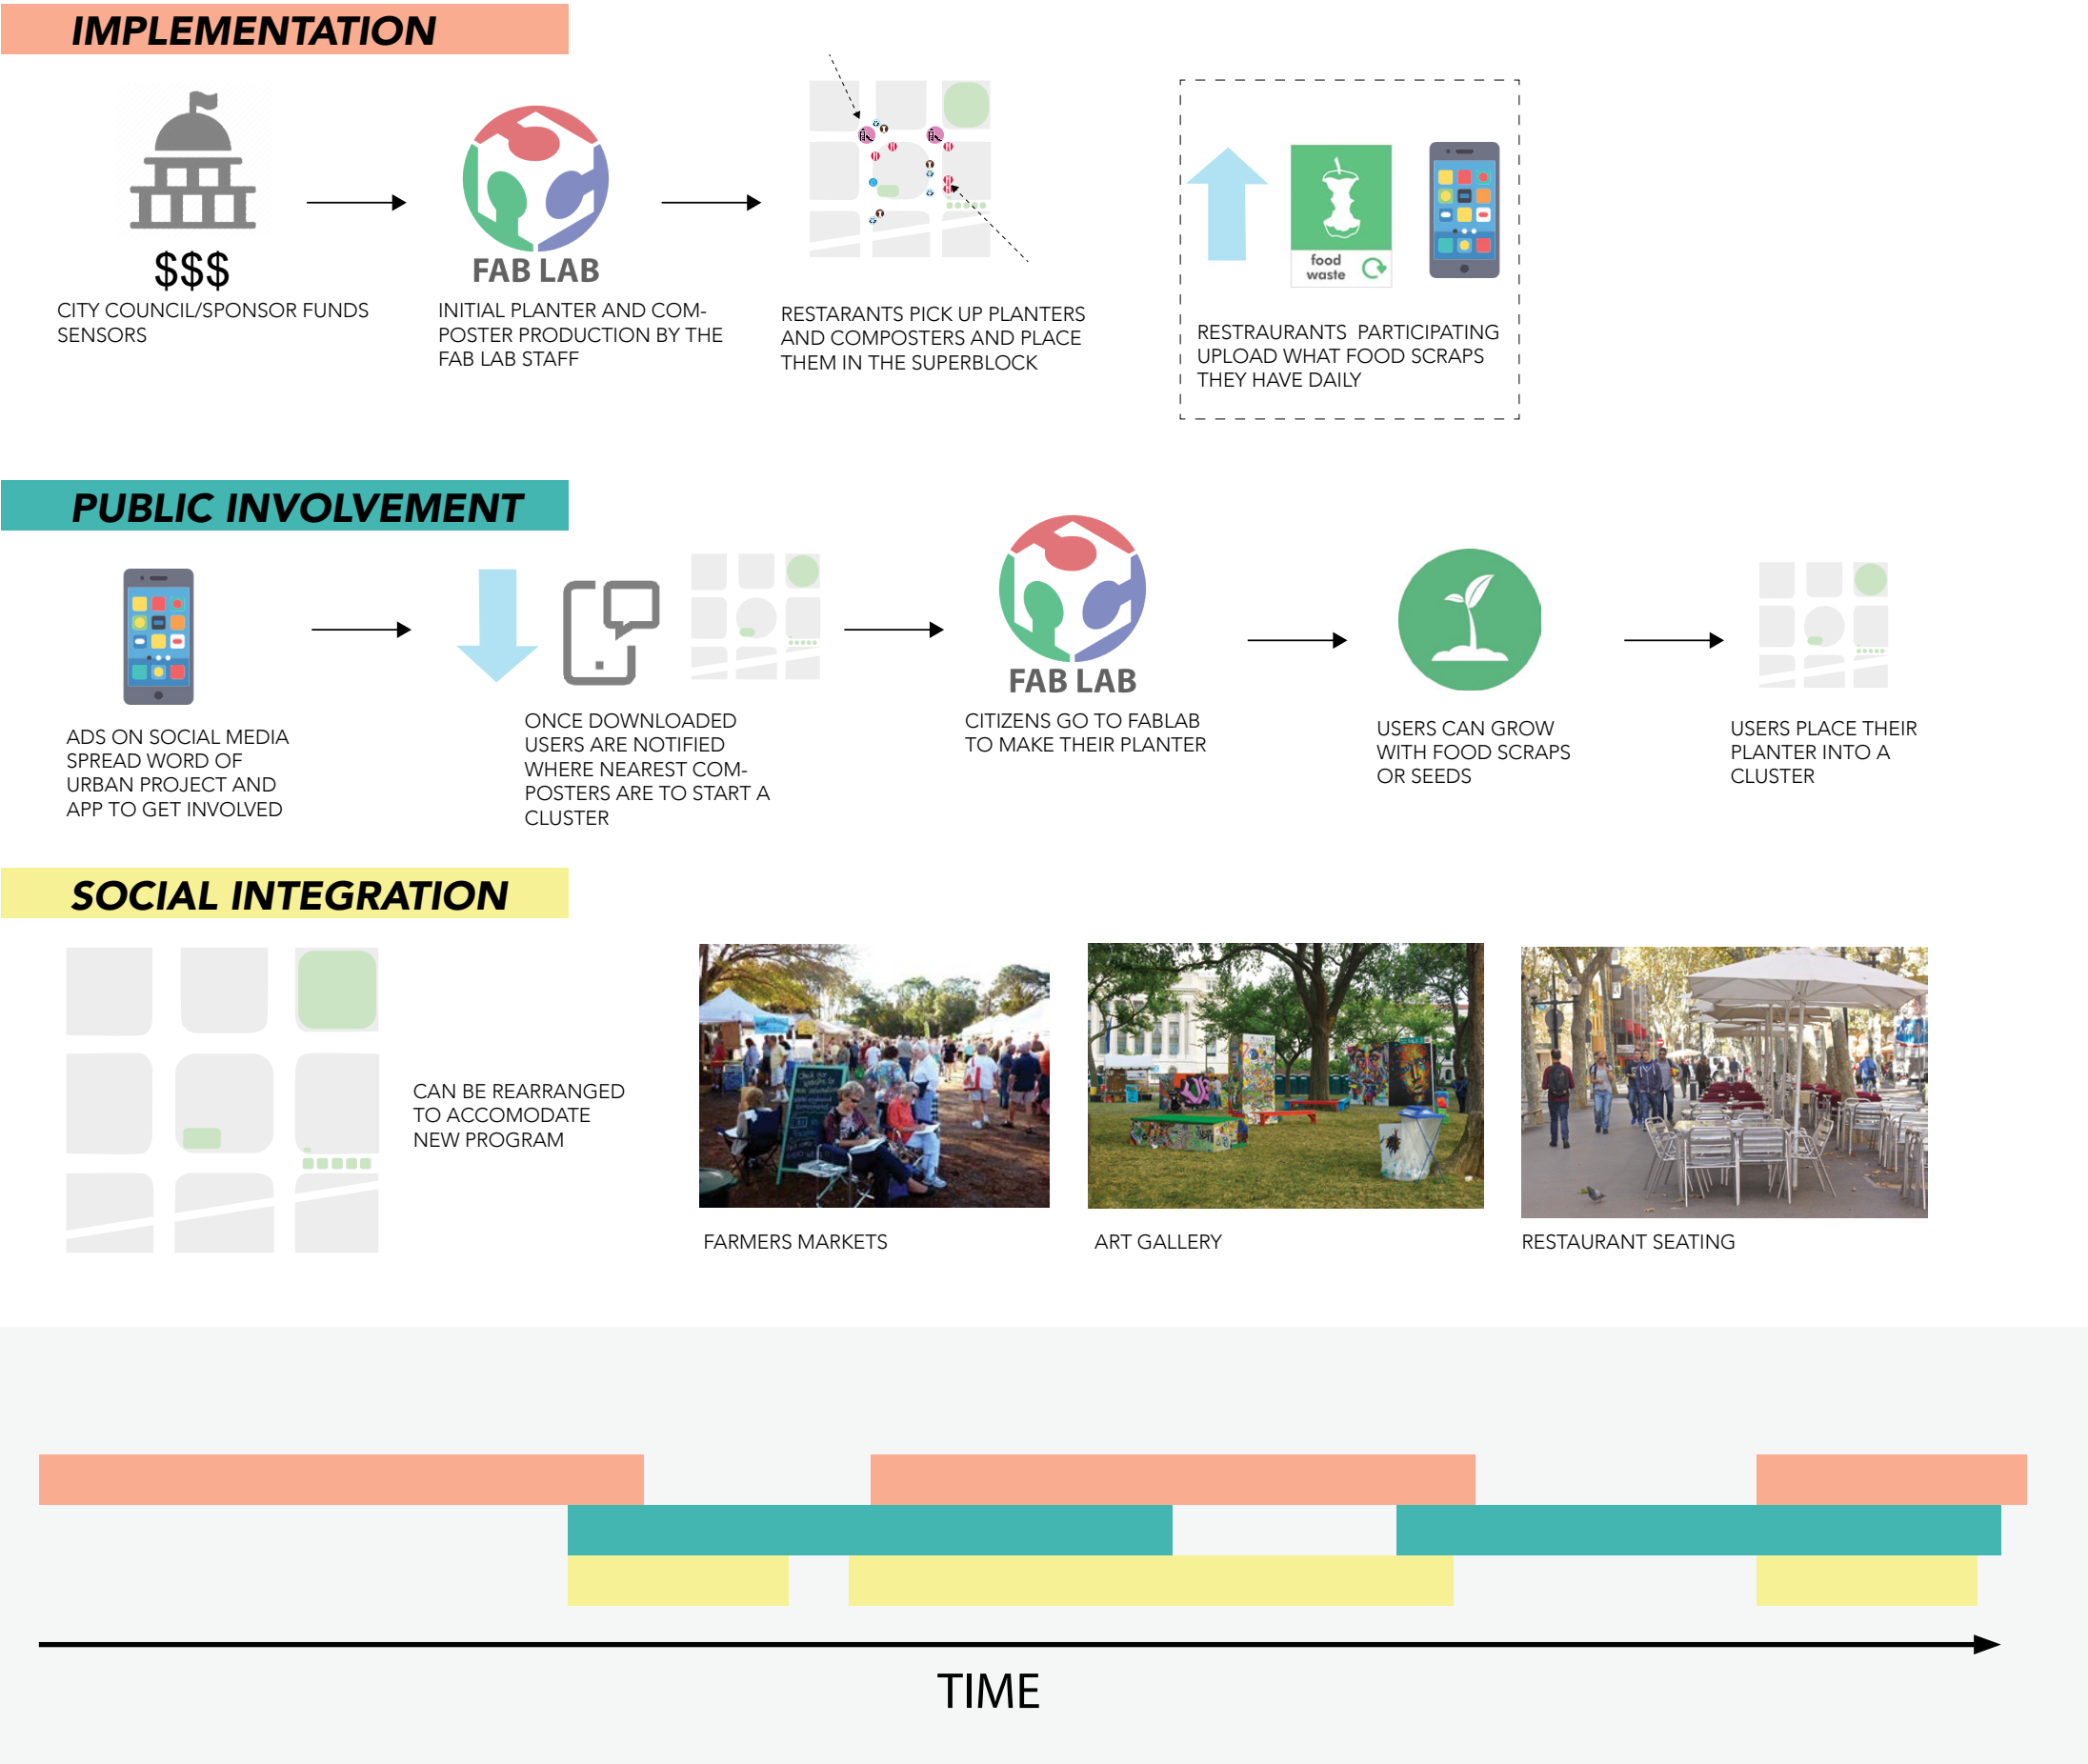 IMPLEMENTATION
$$$
CITY COUNCIL/SPONSOR FUNDS
SENSORS
FAB LAB
INITIAL PLANTER AND COM-
POSTER PRODUCTION BY THE
FAB LAB STAFF
RESTARANTS PICK UP PLANTERS
AND COMPOSTERS AND PLACE
THEM IN THE SUPERBLOCK
food
waste
RESTRAURANTS PARTICIPATING
UPLOAD WHAT FOOD SCRAPS
THEY HAVE DAILY
PUBLIC INVOLVEMENT
ADS ON SOCIAL MEDIA
SPREAD WORD OF
URBAN PROJECT AND
APP TO GET INVOLVED
ONCE DOWNLOADED
USERS ARE NOTIFIED
WHERE NEAREST COM-
POSTERS ARE TO START A
CLUSTER
FAB LAB
CITIZENS GO TO FABLAB
TO MAKE THEIR PLANTER
USERS CAN GROW
WITH FOOD SCRAPS
OR SEEDS
USERS PLACE THEIR
PLANTER INTO A
CLUSTER
SOCIAL INTEGRATION
CAN BE REARRANGED
TO ACCOMODATE
NEW PROGRAM
FARMERS MARKETS
ART GALLERY
RESTAURANT SEATING
TIME